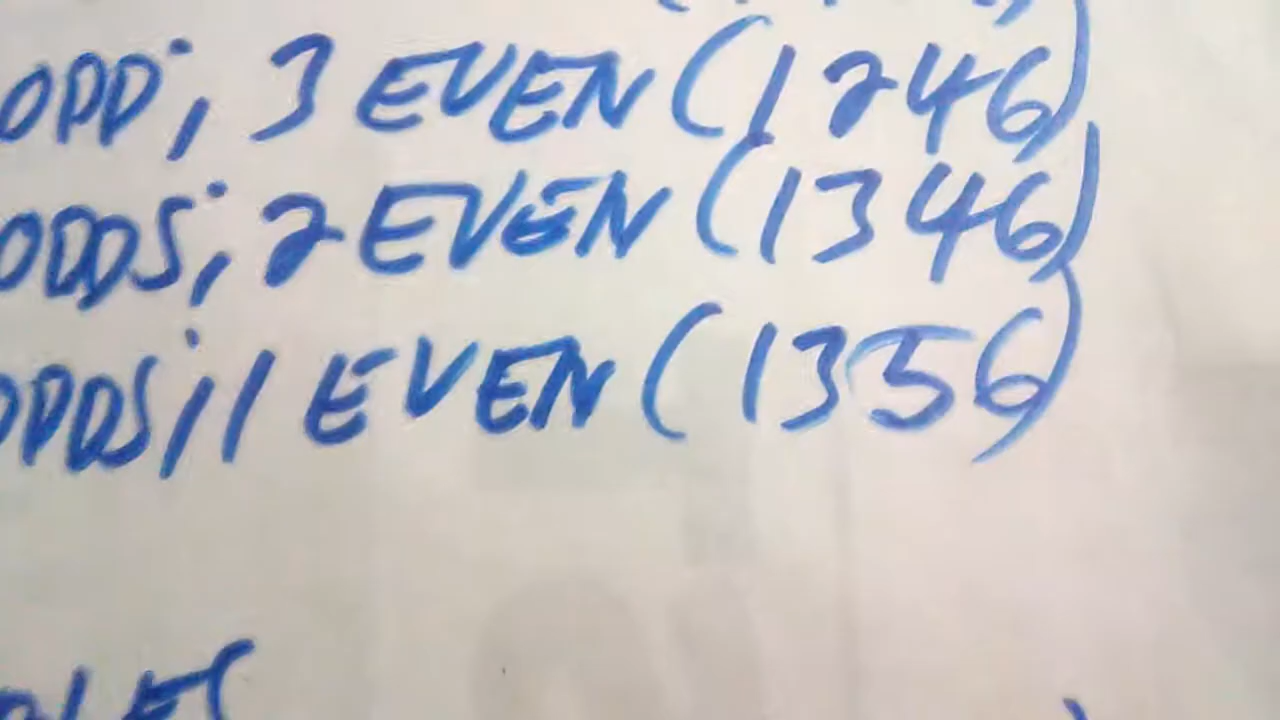 ODD; 3 EVEN (1246)
ODDS; 2 EVEN (1346)
ODDS; 1 EVEN (1356)